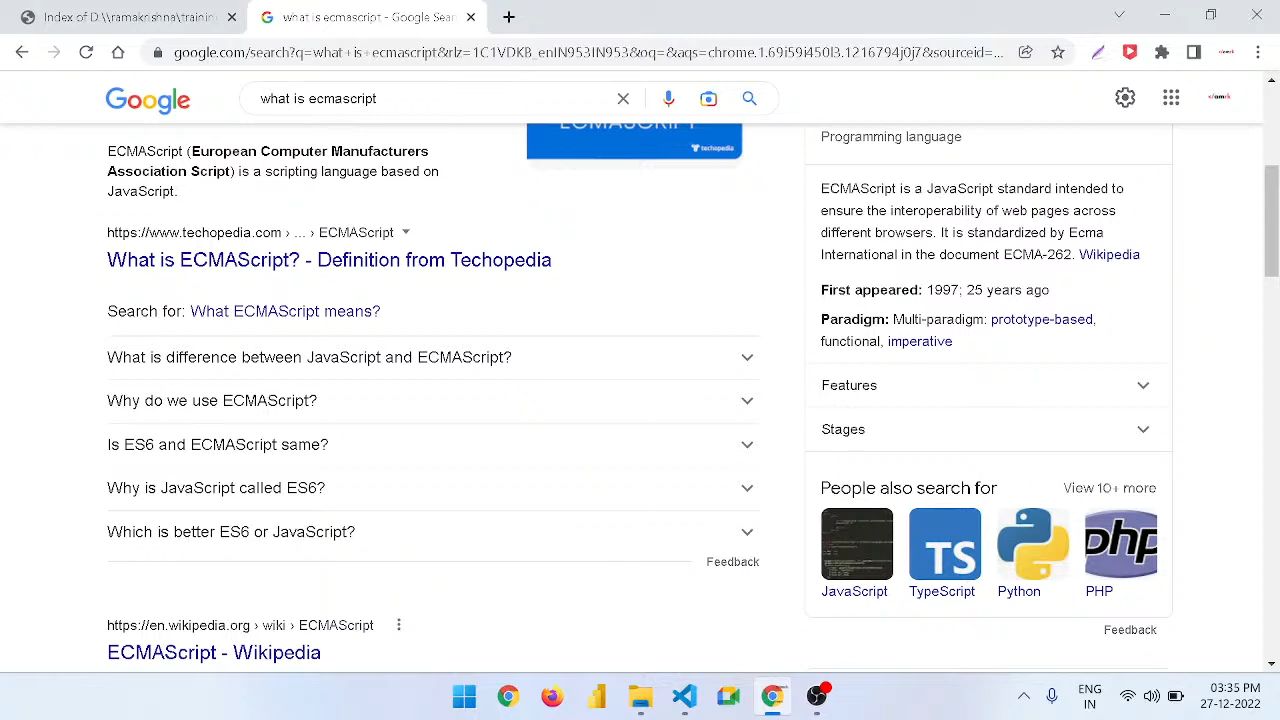 Index of D:\Vnamrkinstitute\training
what is ecmascript - Google Sear
google.com/search?q=what+is+ecmascript&rlz=1C1VDKB_enIN953IN953&oq=&aqs=chrome.1.69i59l450l3.1216794j0j7&sourceid=...
Google
what is ecmascript
ECMASCRIPT
techopedia
ECMAScript (European Computer Manufacturers
Association Script) is a scripting language based on
JavaScript.
https://www.techopedia.com › ... › ECMAScript
What is ECMAScript? - Definition from Techopedia
Search for: What ECMAScript means?
What is difference between JavaScript and ECMAScript?
Why do we use ECMAScript?
Is ES6 and ECMAScript same?
Why is JavaScript called ES6?
Which is better ES6 or JavaScript?
Feedback
https://en.wikipedia.org › wiki › ECMAScript
ECMAScript - Wikipedia
Programming language
ECMAScript is a JavaScript standard intended to
ensure the interoperability of web pages across
different browsers. It is standardized by Ecma
International in the document ECMA-262. Wikipedia
First appeared: 1997; 25 years ago
Paradigm: Multi-paradigm: prototype-based,
functional, imperative
Features
Stages
People also search for
View 10+ more
TS
php
JavaScript
TypeScript
Python
PHP
Feedback
ENG
IN
03:35 PM
27-12-2022